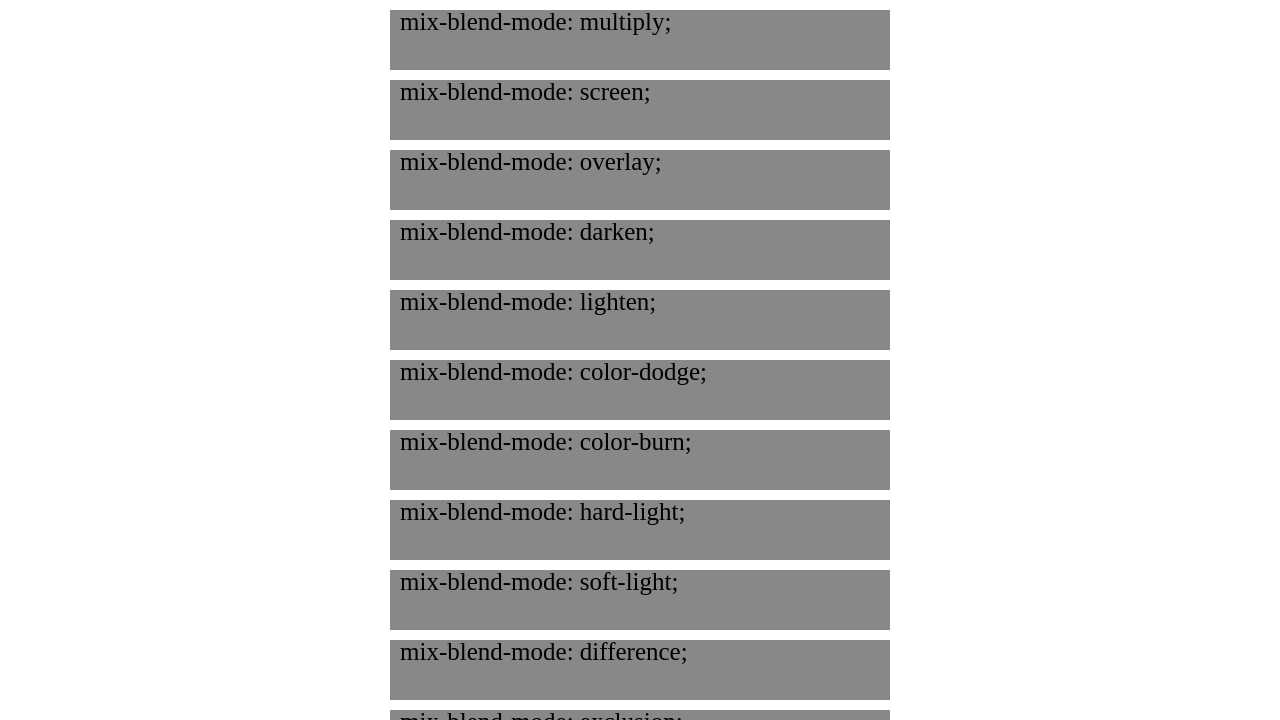 mix-blend-mode: multiply;
mix-blend-mode: screen;
mix-blend-mode: overlay;
mix-blend-mode: darken;
mix-blend-mode: lighten;
mix-blend-mode: color-dodge;
mix-blend-mode: color-burn;
mix-blend-mode: hard-light;
mix-blend-mode: soft-light;
mix-blend-mode: difference;
mix-blend-mode: exclusion;